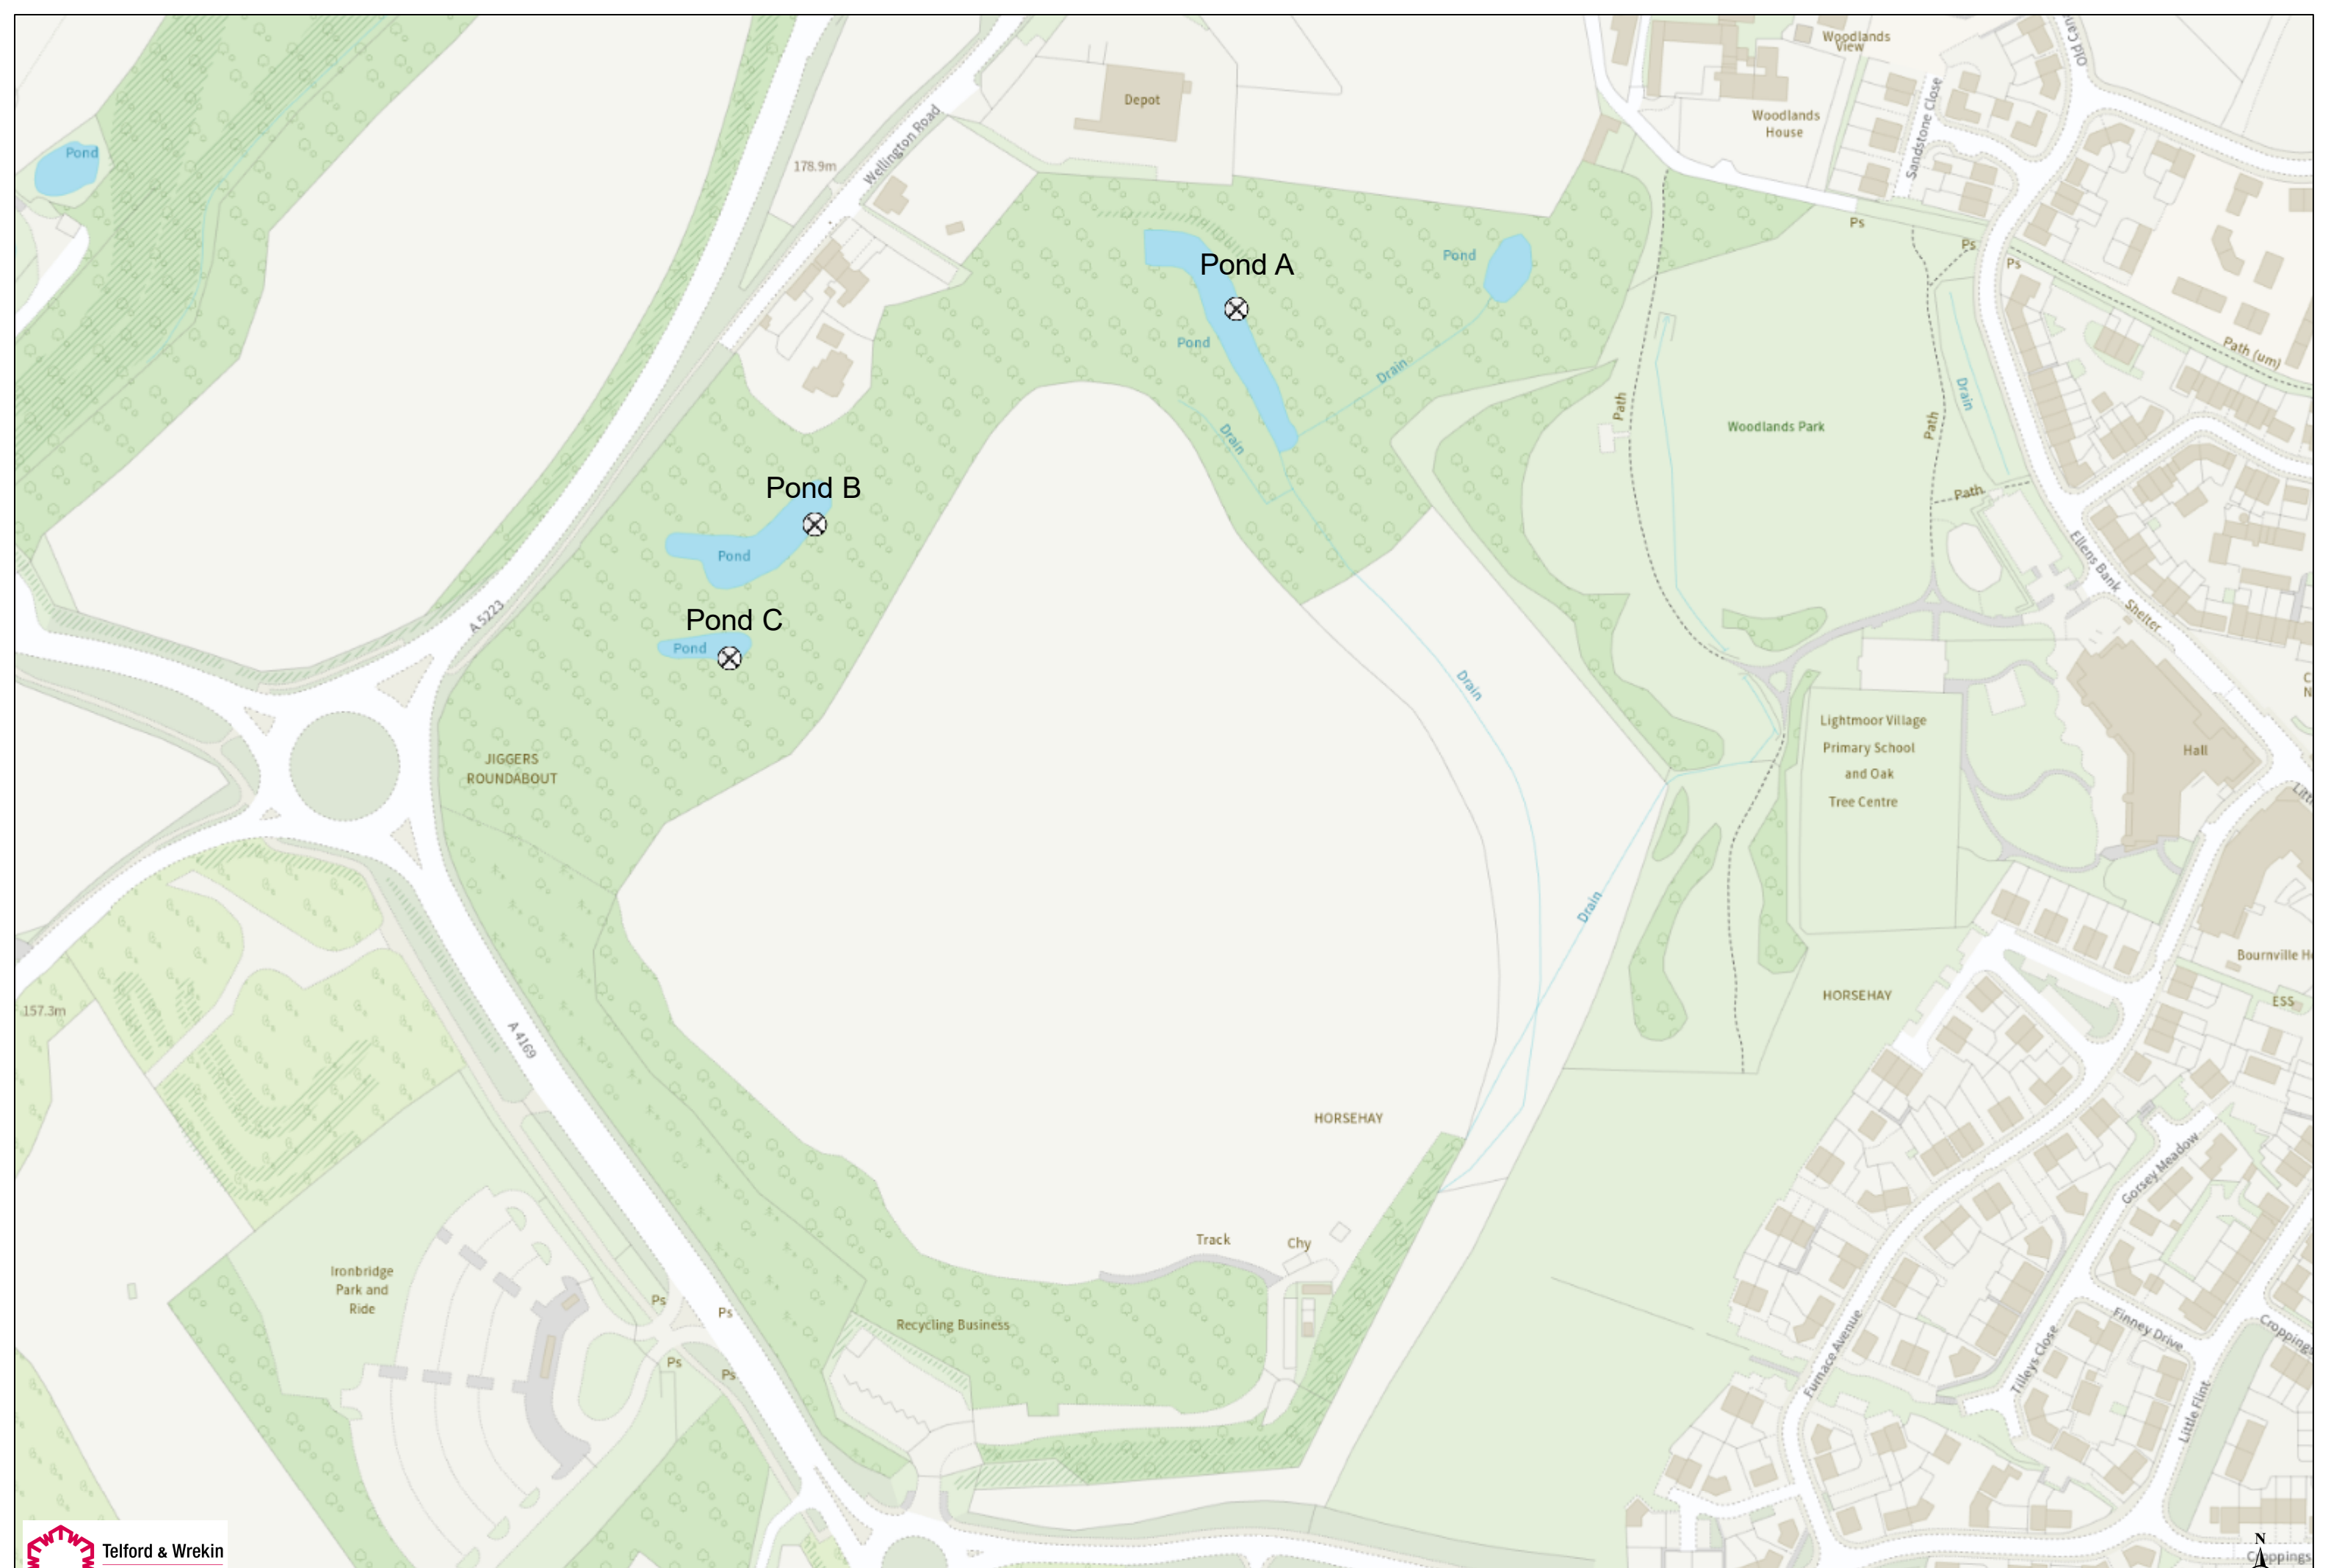 Woodlands
View
Old Can
Depot
Woodlands
House
Sandstone Close
Wellington Road
Pond
178.9m
Ps
Ps
Ps
Pond A
Pond
Pond
Drain
Path (um)
Path
Drain
Path
Woodlands Park
Drain
Pond B
Pond
Path
Ellens Bank
Shelter
A 5223
Pond C
Pond
Drain
C
N
Lightmoor Village
Primary School
and Oak
Tree Centre
Hall
JIGGERS
ROUNDABOUT
Littl
Drain
Bournville Ho
HORSEHAY
ESS
157.3m
A 4169
HORSEHAY
Gorsey Meadow
Track
Chy
Ironbridge
Park and
Ride
Ps
Ps
Recycling Business
Ps
Ps
Furnace Avenue
Tilleys Close
Finney Drive
Croppings
Little Flint
Telford & Wrekin
N
Croppings